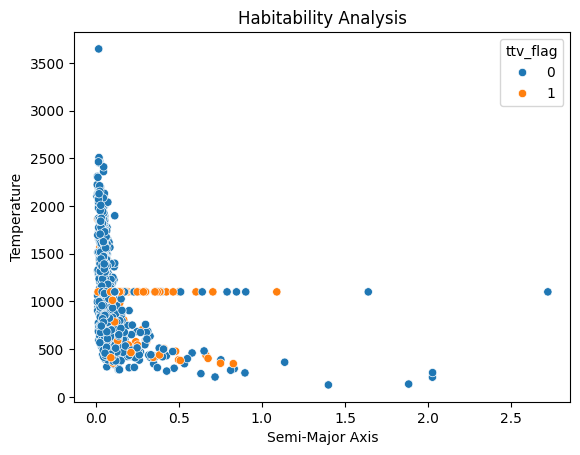 Habitability Analysis
ttv_flag
0
1
Temperature
3500
3000
2500
2000
1500
1000
500
0
0.0 0.5 1.0 1.5 2.0 2.5
Semi-Major Axis